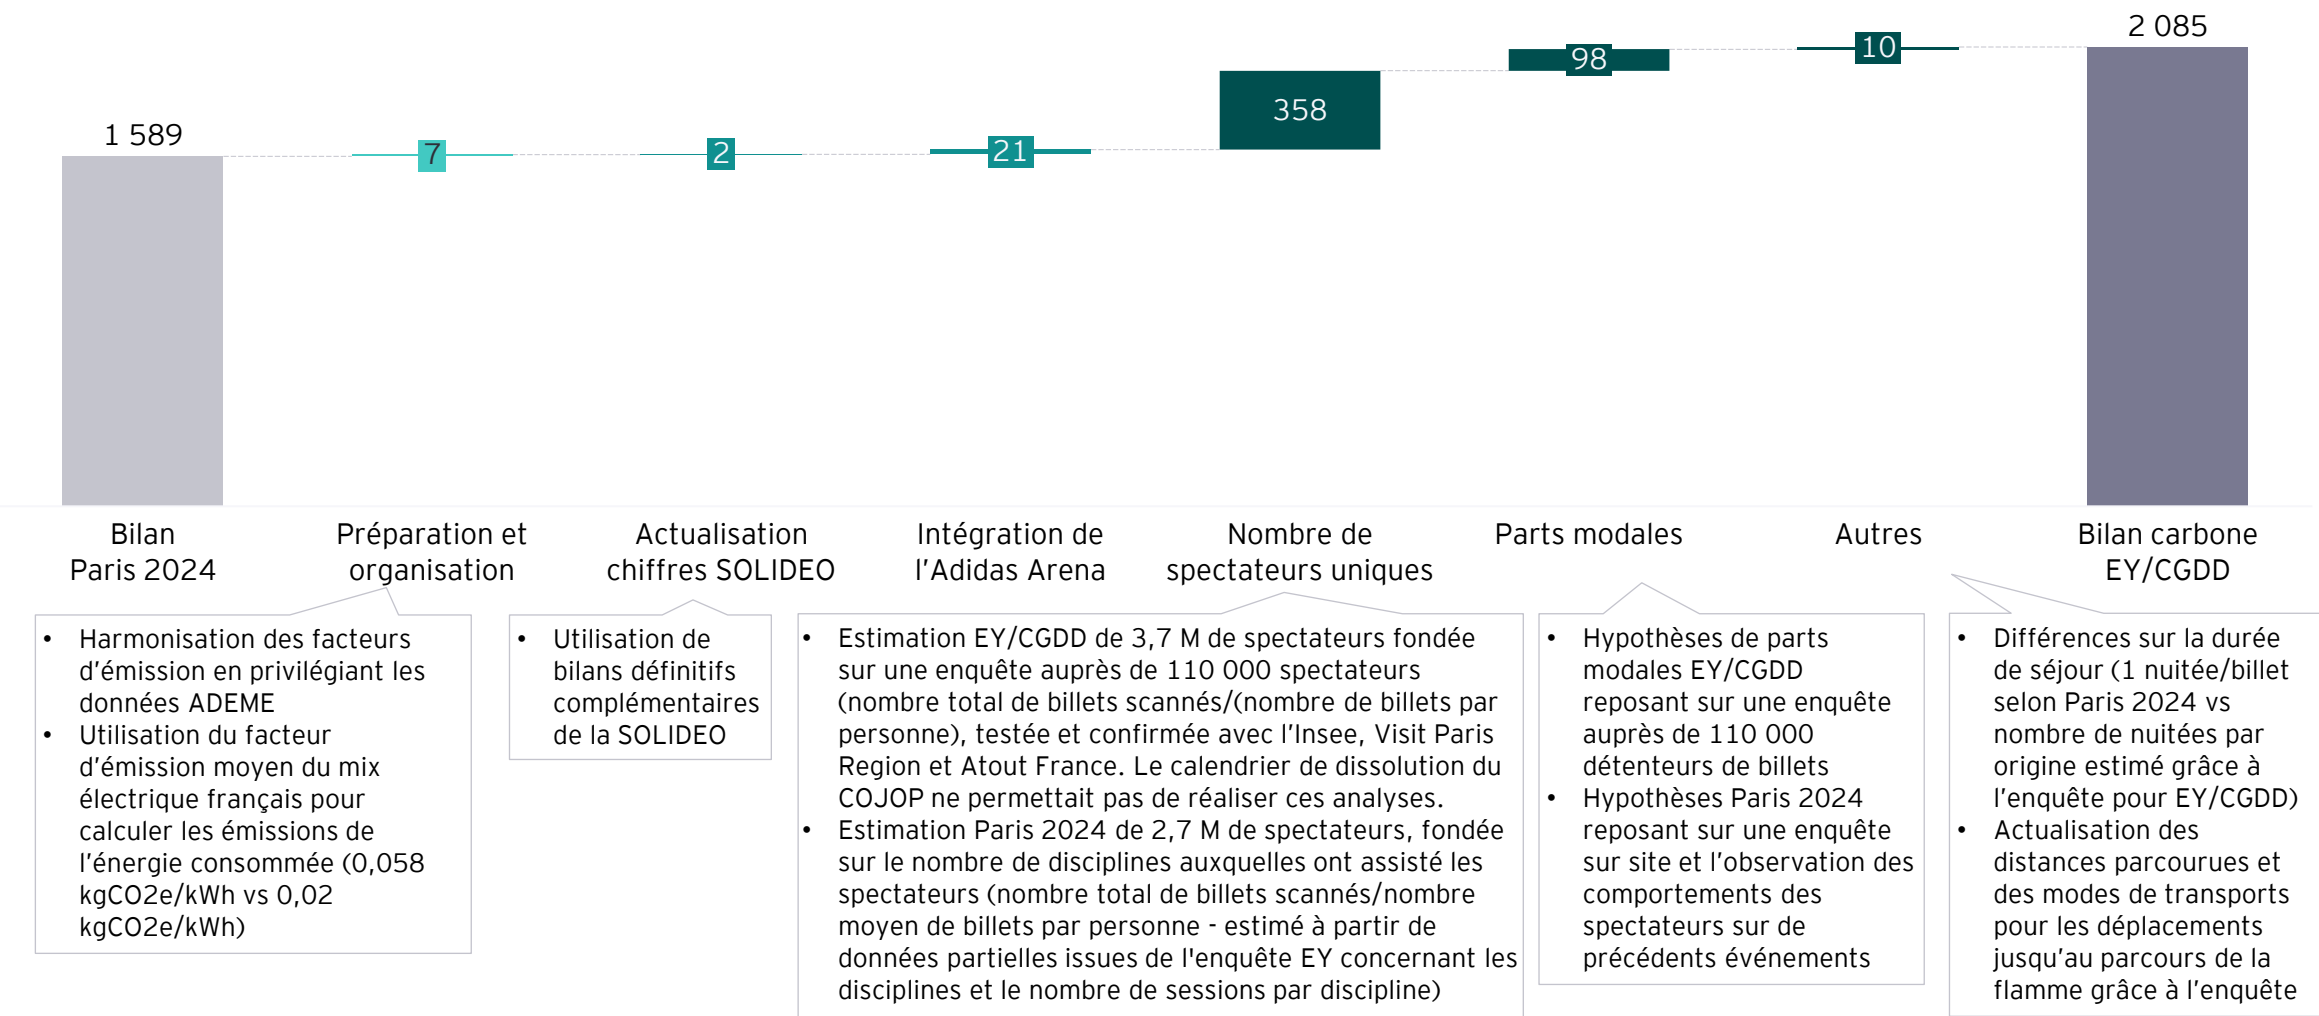 2 085
10
98
358
1 589
7
2
21
Bilan
Paris 2024
Préparation et
organisation
Actualisation
chiffres SOLIDEO
Intégration de
l’Adidas Arena
Nombre de
spectateurs uniques
Parts modales
Autres
Bilan carbone
EY/CGDD
• Harmonisation des facteurs
d’émission en privilégiant les
données ADEME
• Utilisation du facteur
d’émission moyen du mix
électrique français pour
calculer les émissions de
l’énergie consommée (0,058
kgCO2e/kWh vs 0,02
kgCO2e/kWh)
• Utilisation de
bilans définitifs
complémentaires
de la SOLIDEO
• Estimation EY/CGDD de 3,7 M de spectateurs fondée
sur une enquête auprès de 110 000 spectateurs
(nombre total de billets scannés/(nombre de billets par
personne), testée et confirmée avec l’Insee, Visit Paris
Region et Atout France. Le calendrier de dissolution du
COJOP ne permettait pas de réaliser ces analyses.
• Estimation Paris 2024 de 2,7 M de spectateurs, fondée
sur le nombre de disciplines auxquelles ont assisté les
spectateurs (nombre total de billets scannés/nombre
moyen de billets par personne - estimé à partir de
données partielles issues de l'enquête EY concernant les
disciplines et le nombre de sessions par discipline)
• Hypothèses de parts
modales EY/CGDD
reposant sur une enquête
auprès de 110 000
détenteurs de billets
• Hypothèses Paris 2024
reposant sur une enquête
sur site et l’observation des
comportements des
spectateurs sur de
précédents événements
• Différences sur la durée
de séjour (1 nuitée/billet
selon Paris 2024 vs
nombre de nuitées par
origine estimé grâce à
l’enquête pour EY/CGDD)
• Actualisation des
distances parcourues et
des modes de transports
pour les déplacements
jusqu’au parcours de la
flamme grâce à l’enquête